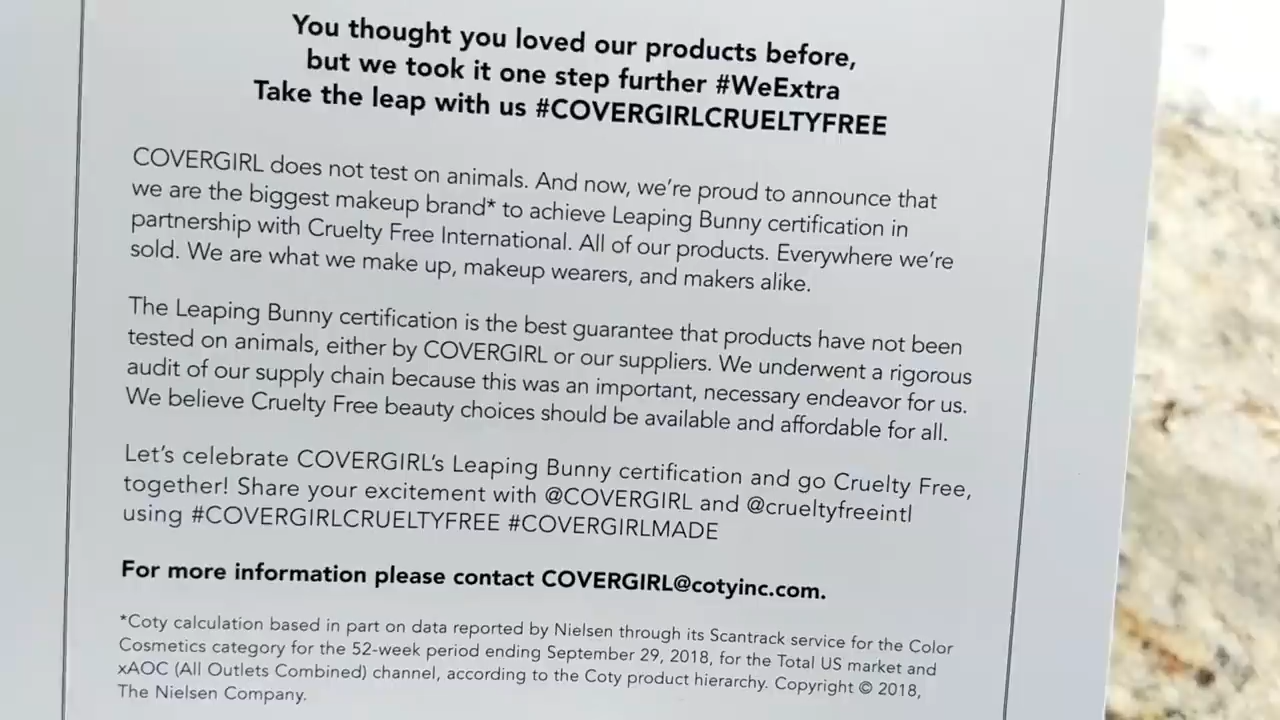 You thought you loved our products before,
but we took it one step further #WeExtra
Take the leap with us #COVERGIRLCRUELTYFREE
COVERGIRL does not test on animals. And now, we're proud to announce that
we are the biggest makeup brand* to achieve Leaping Bunny certification in
partnership with Cruelty Free International. All of our products. Everywhere we're
sold. We are what we make up, makeup wearers, and makers alike.
The Leaping Bunny certification is the best guarantee that products have not been
tested on animals, either by COVERGIRL or our suppliers. We underwent a rigorous
audit of our supply chain because this was an important, necessary endeavor for us.
We believe Cruelty Free beauty choices should be available and affordable for all.
Let's celebrate COVERGIRL's Leaping Bunny certification and go Cruelty Free,
together! Share your excitement with @COVERGIRL and @crueltyfreeintl
using #COVERGIRLCRUELTYFREE #COVERGIRLMADE
For more information please contact COVERGIRL@cotyinc.com.
*Coty calculation based in part on data reported by Nielsen through its Scantrack service for the Color
Cosmetics category for the 52-week period ending September 29, 2018, for the Total US market and
xAOC (All Outlets Combined) channel, according to the Coty product hierarchy. Copyright © 2018,
The Nielsen Company.